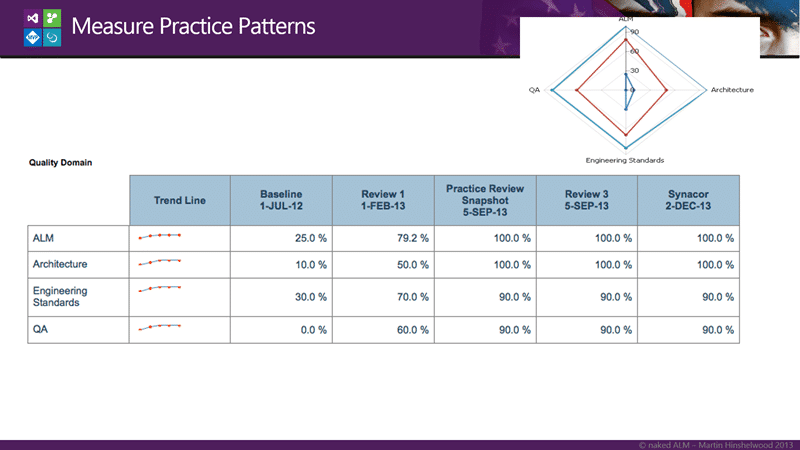 Measure Practice Patterns
MVP
ALM
90
60
30
0
QA
Architecture
Engineering Standards
Quality Domain
Trend Line
Baseline
1-JUL-12
Review 1
1-FEB-13
Practice Review
Snapshot
5-SEP-13
Review 3
5-SEP-13
Synacor
2-DEC-13
ALM 25.0 % 79.2 % 100.0 % 100.0 % 100.0 %
Architecture 10.0 % 50.0 % 100.0 % 100.0 % 100.0 %
Engineering
Standards 30.0 % 70.0 % 90.0 % 90.0 % 90.0 %
QA 0.0 % 60.0 % 90.0 % 90.0 % 90.0 %
© naked ALM – Martin Hinshelwood 2013